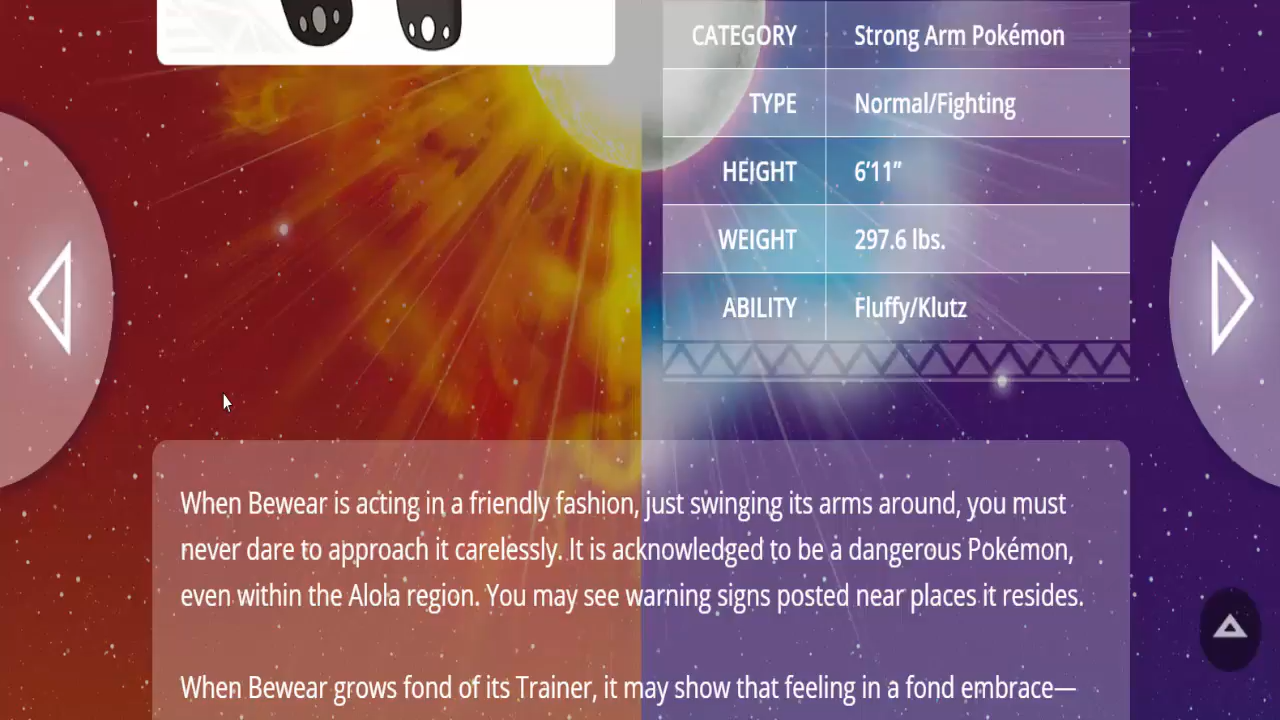 CATEGORY Strong Arm Pokémon
TYPE Normal/Fighting
HEIGHT 6’11”
WEIGHT 297.6 lbs.
ABILITY Fluffy/Klutz
When Bewear is acting in a friendly fashion, just swinging its arms around, you must
never dare to approach it carelessly. It is acknowledged to be a dangerous Pokémon,
even within the Alola region. You may see warning signs posted near places it resides.
When Bewear grows fond of its Trainer, it may show that feeling in a fond embrace—